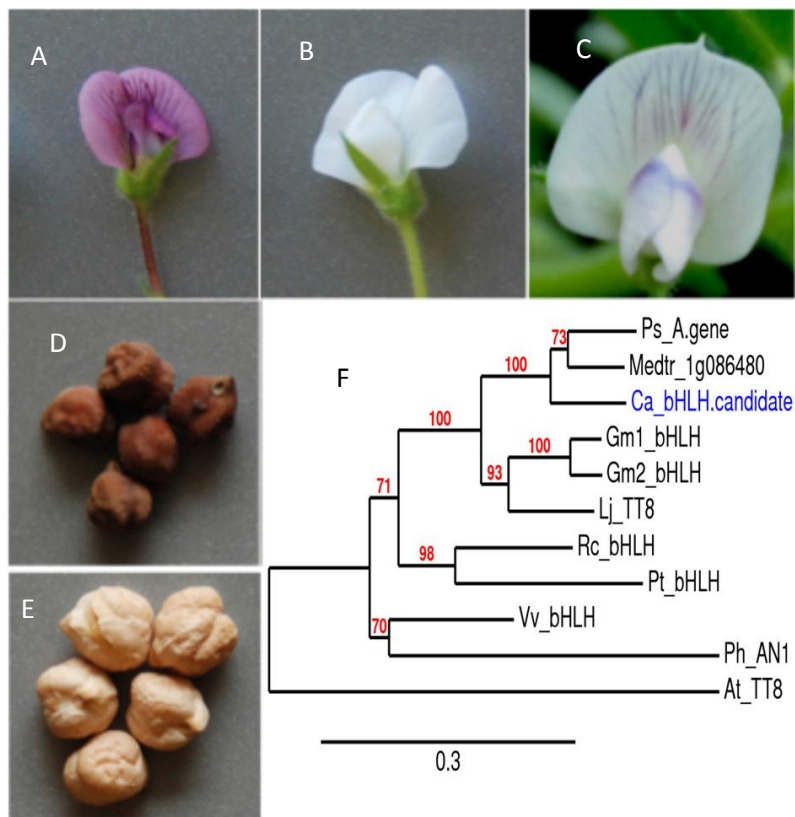 A
B
C
D
E
F
73
Ps_A.gene
100
Medtr_1g086480
Ca_bHLH.candidate
100
100
Gm1_bHLH
Gm2_bHLH
93
Lj_TT8
71
Rc_bHLH
98
Pt_bHLH
Vv_bHLH
70
Ph_AN1
At_TT8
0.3